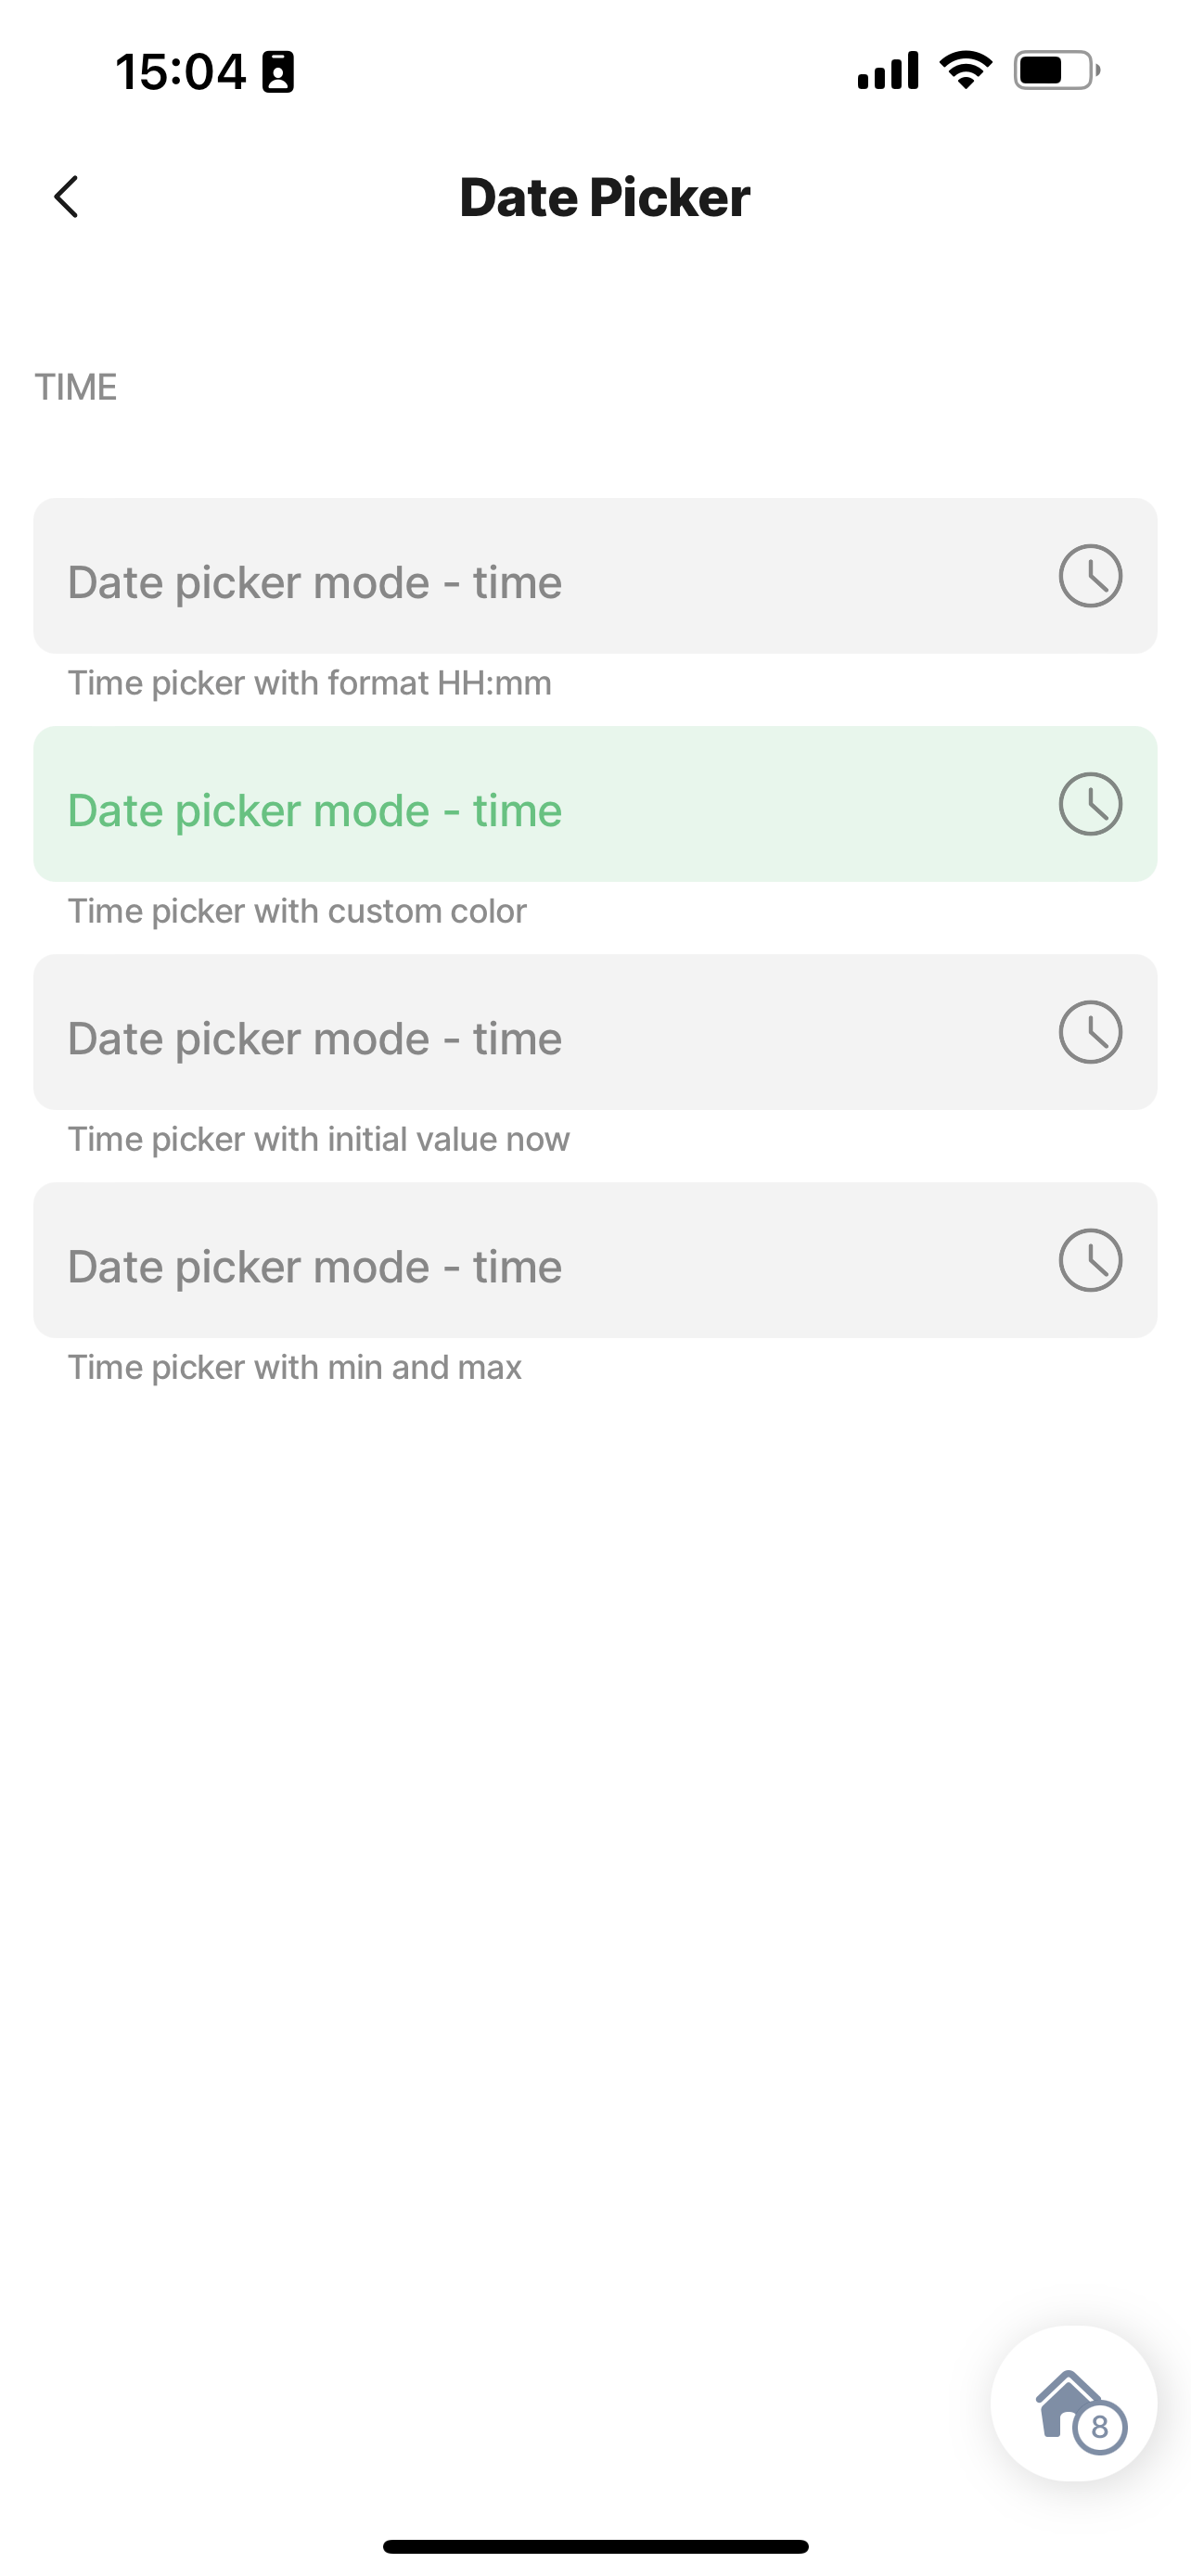 15:04
Date Picker
TIME
Date picker mode - time
Time picker with format HH:mm
Date picker mode - time
Time picker with custom color
Date picker mode - time
Time picker with initial value now
Date picker mode - time
Time picker with min and max
8